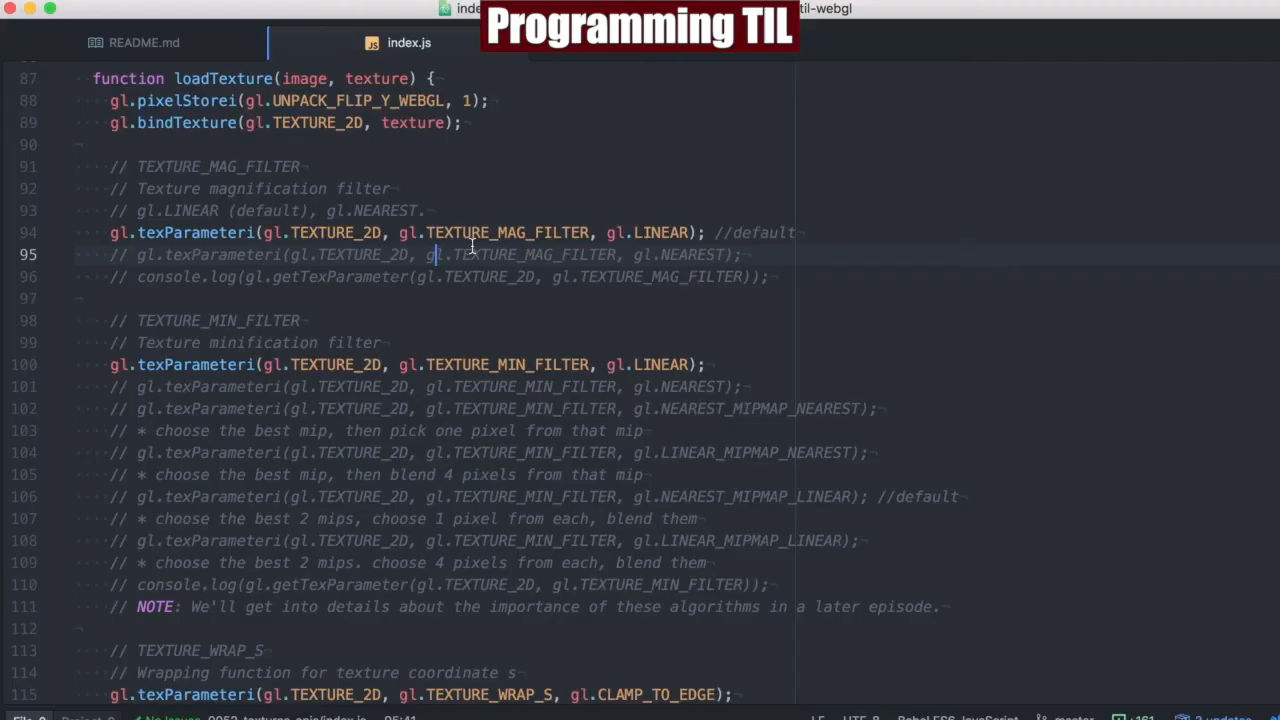 inde
til-webgl
Programming TIL
README.md
index.js
87 function loadTexture(image, texture) {
88 gl.pixelStorei(gl.UNPACK_FLIP_Y_WEBGL, 1);
89 gl.bindTexture(gl.TEXTURE_2D, texture);
90
91 // TEXTURE_MAG_FILTER
92 // Texture magnification filter
93 // gl.LINEAR (default), gl.NEAREST.
94 gl.texParameteri(gl.TEXTURE_2D, gl.TEXTURE_MAG_FILTER, gl.LINEAR); //default
95 // gl.texParameteri(gl.TEXTURE_2D, gl.TEXTURE_MAG_FILTER, gl.NEAREST);
96 // console.log(gl.getTexParameter(gl.TEXTURE_2D, gl.TEXTURE_MAG_FILTER));
97
98 // TEXTURE_MIN_FILTER
99 // Texture minification filter
100 gl.texParameteri(gl.TEXTURE_2D, gl.TEXTURE_MIN_FILTER, gl.LINEAR);
101 // gl.texParameteri(gl.TEXTURE_2D, gl.TEXTURE_MIN_FILTER, gl.NEAREST);
102 // gl.texParameteri(gl.TEXTURE_2D, gl.TEXTURE_MIN_FILTER, gl.NEAREST_MIPMAP_NEAREST);
103 // * choose the best mip, then pick one pixel from that mip
104 // gl.texParameteri(gl.TEXTURE_2D, gl.TEXTURE_MIN_FILTER, gl.LINEAR_MIPMAP_NEAREST);
105 // * choose the best mip, then blend 4 pixels from that mip
106 // gl.texParameteri(gl.TEXTURE_2D, gl.TEXTURE_MIN_FILTER, gl.NEAREST_MIPMAP_LINEAR); //default
107 // * choose the best 2 mips, choose 1 pixel from each, blend them
108 // gl.texParameteri(gl.TEXTURE_2D, gl.TEXTURE_MIN_FILTER, gl.LINEAR_MIPMAP_LINEAR);
109 // * choose the best 2 mips. choose 4 pixels from each, blend them
110 // console.log(gl.getTexParameter(gl.TEXTURE_2D, gl.TEXTURE_MIN_FILTER));
111 // NOTE: We'll get into details about the importance of these algorithms in a later episode.
112
113 // TEXTURE_WRAP_S
114 // Wrapping function for texture coordinate s
115 gl.texParameteri(gl.TEXTURE_2D, gl.TEXTURE_WRAP_S, gl.CLAMP_TO_EDGE);